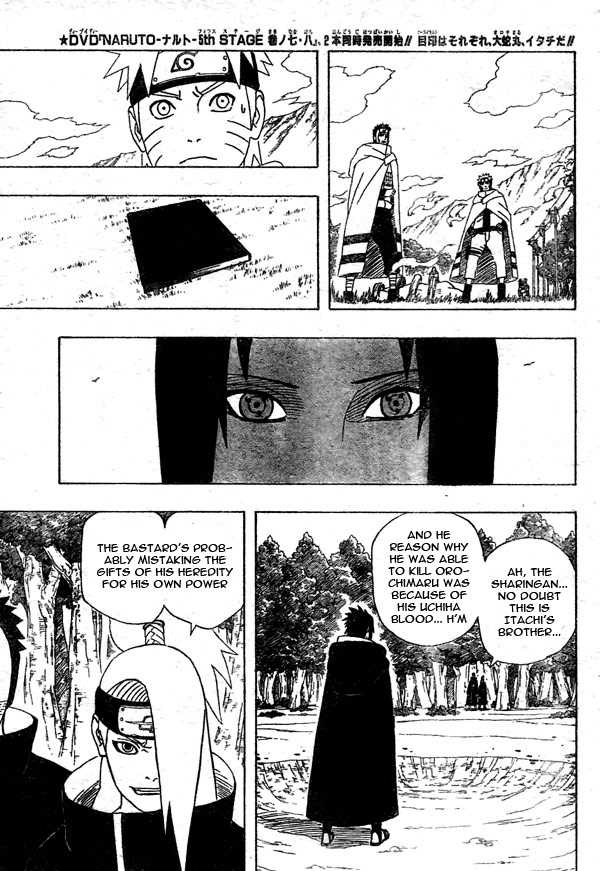 ★DVD『NARUTO-ナルト-5th STAGE 巻ノ七・八』、2本同時発売開始!! 目印はそれぞれ、大蛇丸、イタチだ!!
AH, THE
SHARINGAN...
NO DOUBT
THIS IS
ITACHI'S
BROTHER...
AND HE
REASON WHY
HE WAS ABLE
TO KILL ORO-
CHIMARU WAS
BECAUSE
OF HIS UCHIHA
BLOOD... H'M
THE BASTARD'S PROB-
ABLY MISTAKING THE
GIFTS OF HIS HEREDITY
FOR HIS OWN POWER